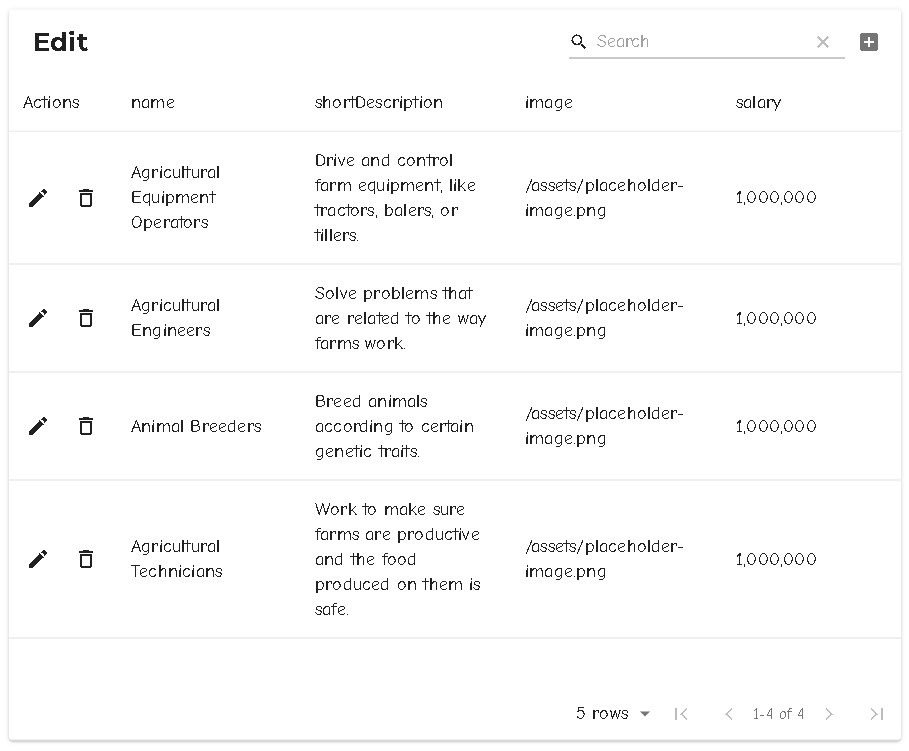 Edit
Search
Actions name shortDescription image salary
Agricultural
Equipment
Operators
Drive and control
farm equipment, like
tractors, balers, or
tillers.
/assets/placeholder-
image.png
1,000,000
Agricultural
Engineers
Solve problems that
are related to the way
farms work.
/assets/placeholder-
image.png
1,000,000
Animal Breeders
Breed animals
according to certain
genetic traits.
/assets/placeholder-
image.png
1,000,000
Agricultural
Technicians
Work to make sure
farms are productive
and the food
produced on them is
safe.
/assets/placeholder-
image.png
1,000,000
5 rows 1-4 of 4